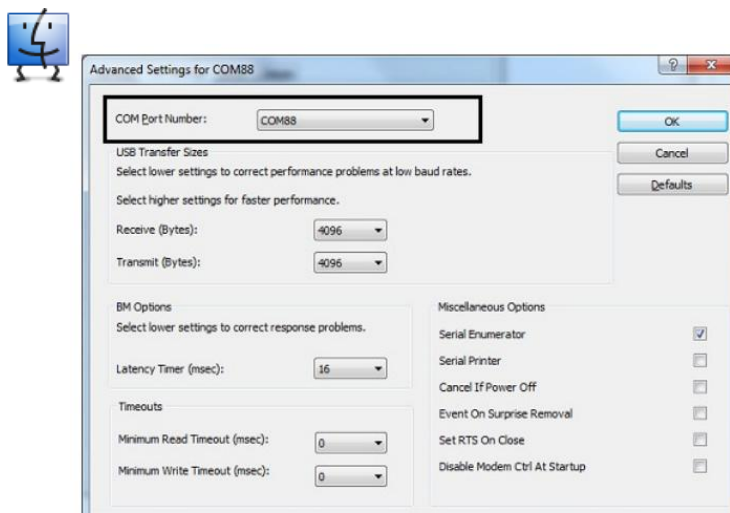 Advanced Settings for COM88
COM Port Number: COM88
OK
USB Transfer Sizes
Cancel
Select lower settings to correct performance problems at low baud rates.
Defaults
Select higher settings for faster performance.
Receive (Bytes): 4096
Transmit (Bytes): 4096
BM Options
Select lower settings to correct response problems.
Latency Timer (msec): 16
Timeouts
Minimum Read Timeout (msec): 0
Minimum Write Timeout (msec): 0
Miscellaneous Options
Serial Enumerator
Serial Printer
Cancel If Power Off
Event On Surprise Removal
Set RTS On Close
Disable Modem Ctrl At Startup